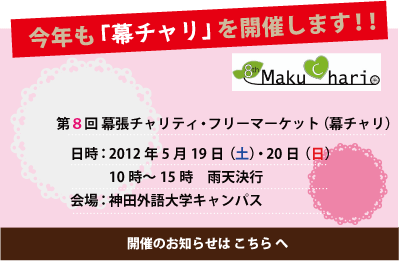 今年も「幕チャリ」を開催します!!
8th Maku Chari
第8回 幕張チャリティ・フリーマーケット（幕チャリ）
日時：2012年5月19日（土）・20日（日）
10時～15時　雨天決行
会場：神田外語大学キャンパス
開催のお知らせは こちら へ